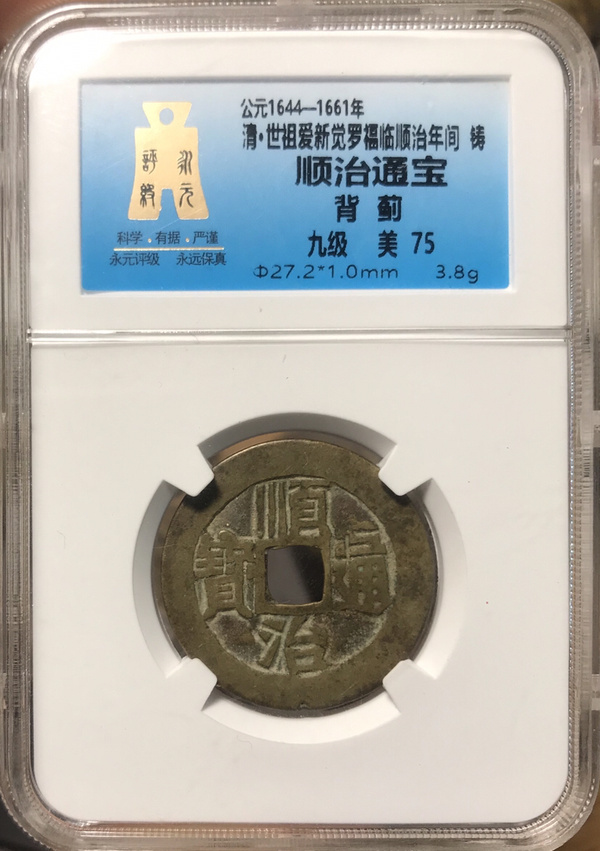 永元
评级
科学．有据．严谨
永元评级 永远保真
公元1644—1661年
清·世祖爱新觉罗福临顺治年间 铸
顺治通宝
背 蓟
九级 美 75
Φ27.2*1.0mm 3.8g
順治通寶